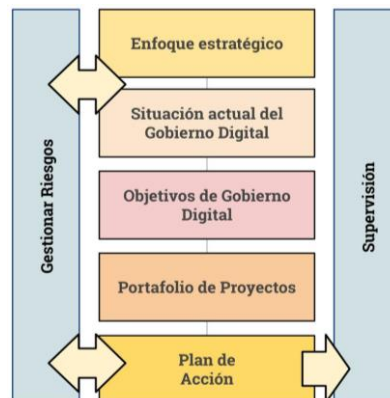 Enfoque estratégico
Situación actual del
Gobierno Digital
Objetivos de Gobierno
Digital
Portafolio de Proyectos
Plan de
Acción
Gestionar Riesgos
Supervisión